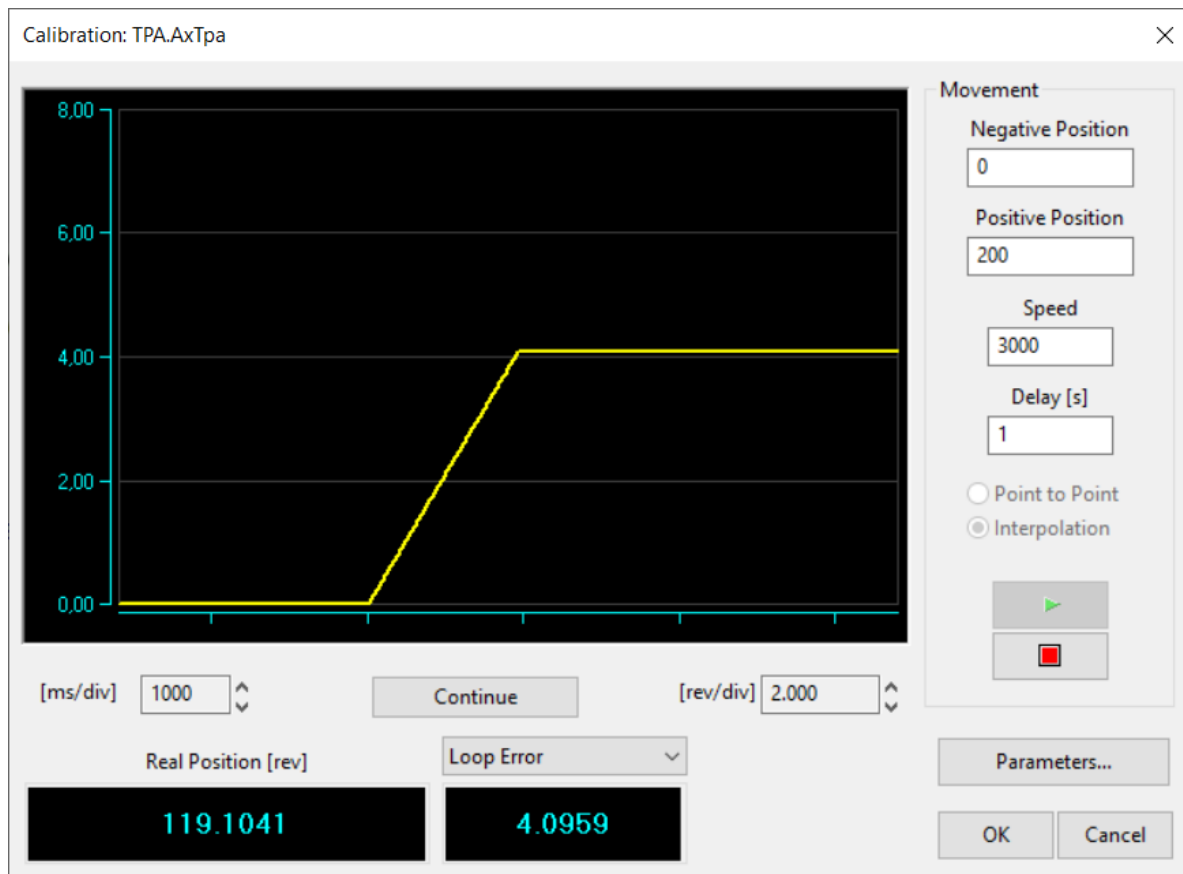 Calibration: TPA.AxTpa
8,00
6,00
4,00
2,00
0,00
[ms/div] 1000
Continue
[rev/div] 2.000
Real Position [rev]
Loop Error
119.1041
4.0959
Movement
Negative Position
0
Positive Position
200
Speed
3000
Delay [s]
1
Point to Point
Interpolation
Parameters...
OK
Cancel